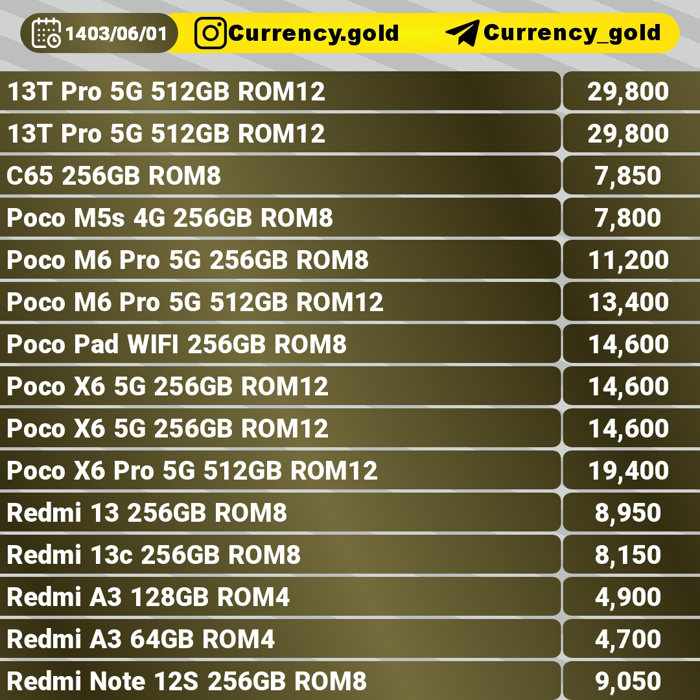 1403/06/01 Currency.gold Currency_gold
13T Pro 5G 512GB ROM12 29,800
13T Pro 5G 512GB ROM12 29,800
C65 256GB ROM8 7,850
Poco M5s 4G 256GB ROM8 7,800
Poco M6 Pro 5G 256GB ROM8 11,200
Poco M6 Pro 5G 512GB ROM12 13,400
Poco Pad WIFI 256GB ROM8 14,600
Poco X6 5G 256GB ROM12 14,600
Poco X6 5G 256GB ROM12 14,600
Poco X6 Pro 5G 512GB ROM12 19,400
Redmi 13 256GB ROM8 8,950
Redmi 13c 256GB ROM8 8,150
Redmi A3 128GB ROM4 4,900
Redmi A3 64GB ROM4 4,700
Redmi Note 12S 256GB ROM8 9,050